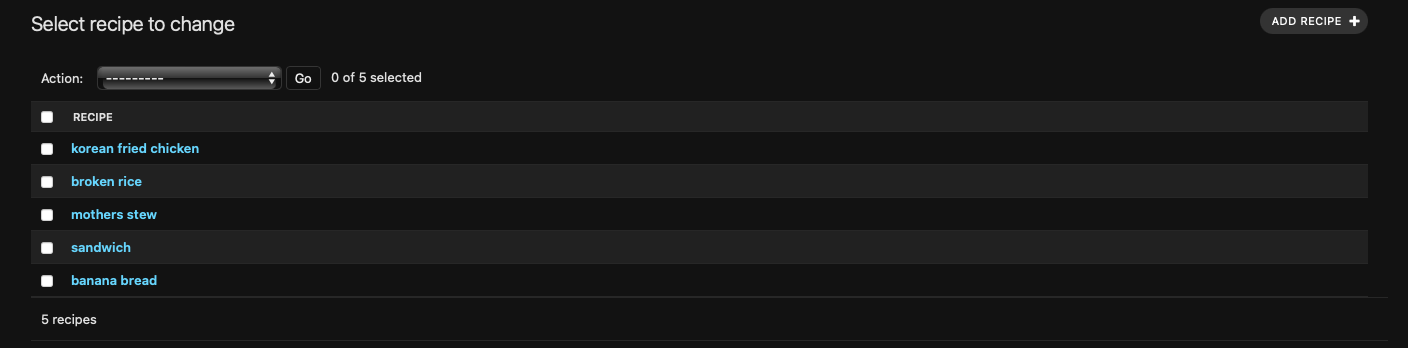 Select recipe to change
ADD RECIPE +
Action: --------- Go 0 of 5 selected
RECIPE
korean fried chicken
broken rice
mothers stew
sandwich
banana bread
5 recipes